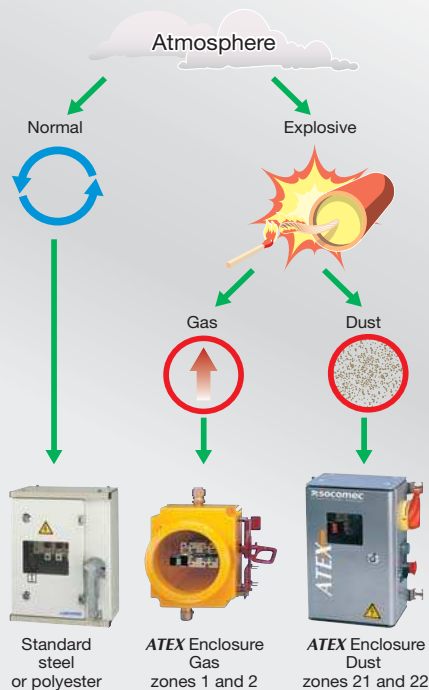 Atmosphere
Normal
Explosive
Gas
Dust
socomec
ATEX
Standard
steel
or polyester
ATEX Enclosure
Gas
zones 1 and 2
ATEX Enclosure
Dust
zones 21 and 22